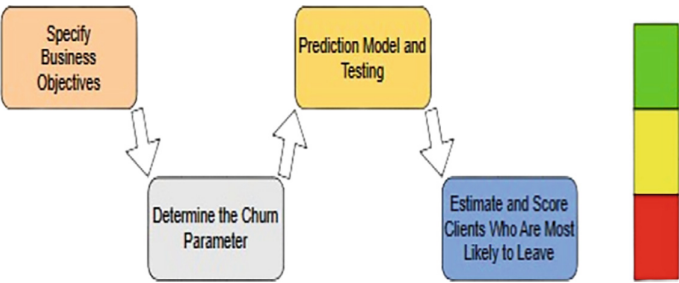 Specify
Business
Objectives
Determine the Churn
Parameter
Prediction Model and
Testing
Estimate and Score
Clients Who Are Most
Likely to Leave